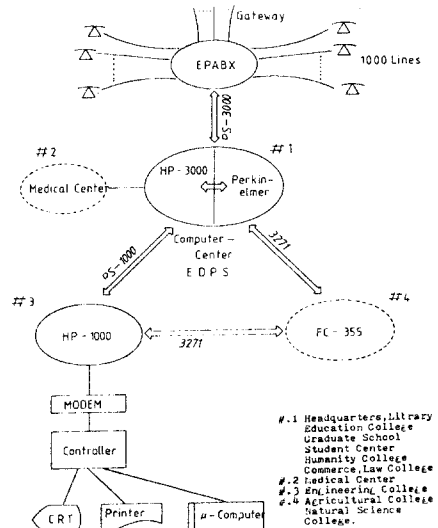 Gateway
EPABX
1000 Lines
DS-3000
#1
#2
HP-3000
Perkin-
elmer
Medical Center
Computer-
Center
EDPS
DS-1000
3271
#3
#4
HP-1000
3271
FC-355
MODEM
Controller
CRT
Printer
μ-Computer
#.1 Headquarters, Library
Education College
Graduate School
Student Center
Humanity College
Commerce, Law College
#.2 Medical Center
#.3 Engineering College
#.4 Agricultural College
Natural Science
College.